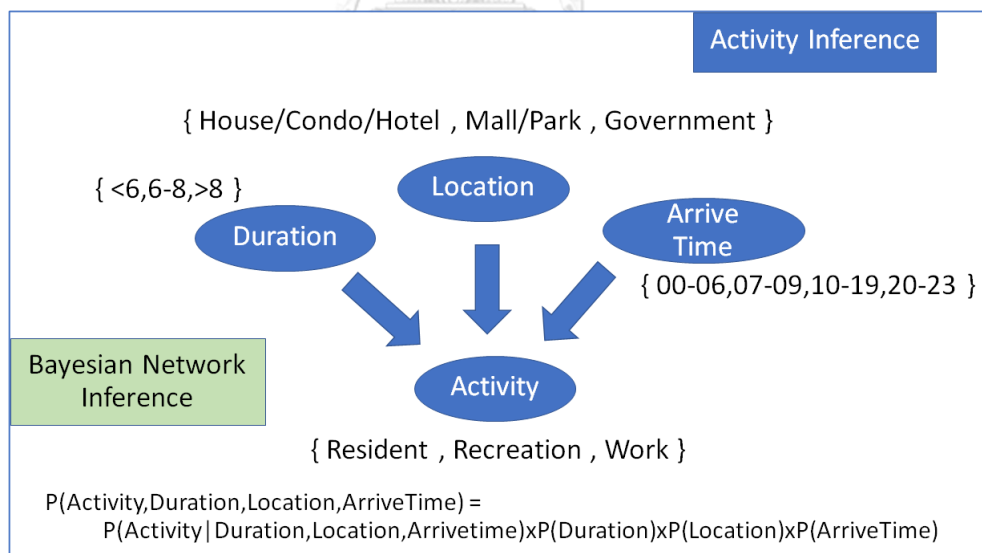 Activity Inference
{ House/Condo/Hotel , Mall/Park , Government }
{ <6,6-8,>8 }
Location
Duration
Arrive
Time
{ 00-06,07-09,10-19,20-23 }
Bayesian Network
Inference
Activity
{ Resident , Recreation , Work }
P(Activity,Duration,Location,ArriveTime) =
P(Activity|Duration,Location,Arrivetime)xP(Duration)xP(Location)xP(ArriveTime)